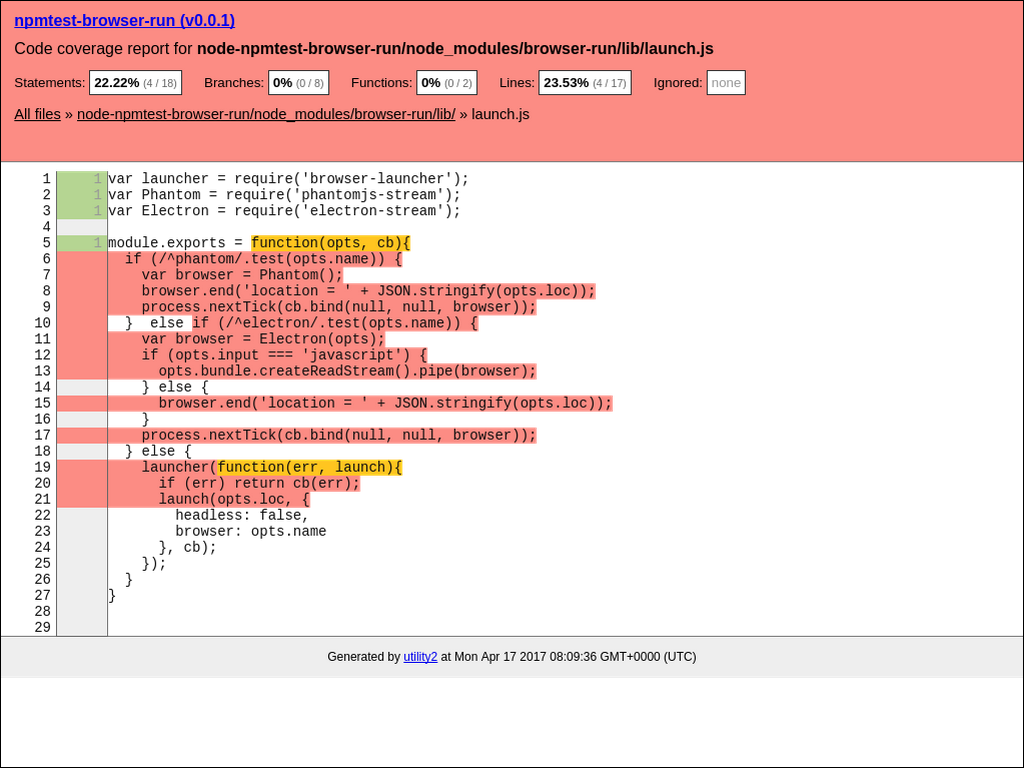 npmtest-browser-run (v0.0.1)
Code coverage report for node-npmtest-browser-run/node_modules/browser-run/lib/launch.js
Statements: 22.22% (4 / 18) Branches: 0% (0 / 8) Functions: 0% (0 / 2) Lines: 23.53% (4 / 17) Ignored: none
All files » node-npmtest-browser-run/node_modules/browser-run/lib/ » launch.js
1 1 var launcher = require('browser-launcher');
2 1 var Phantom = require('phantomjs-stream');
3 1 var Electron = require('electron-stream');
4
5 1 module.exports = function(opts, cb){
6   if (/^phantom/.test(opts.name)) {
7     var browser = Phantom();
8     browser.end('location = ' + JSON.stringify(opts.loc));
9     process.nextTick(cb.bind(null, null, browser));
10   }  else if (/^electron/.test(opts.name)) {
11     var browser = Electron(opts);
12     if (opts.input === 'javascript') {
13       opts.bundle.createReadStream().pipe(browser);
14     } else {
15       browser.end('location = ' + JSON.stringify(opts.loc));
16     }
17     process.nextTick(cb.bind(null, null, browser));
18   } else {
19     launcher(function(err, launch){
20       if (err) return cb(err);
21       launch(opts.loc, {
22         headless: false,
23         browser: opts.name
24       }, cb);
25     });
26   }
27 }
28
29
Generated by utility2 at Mon Apr 17 2017 08:09:36 GMT+0000 (UTC)